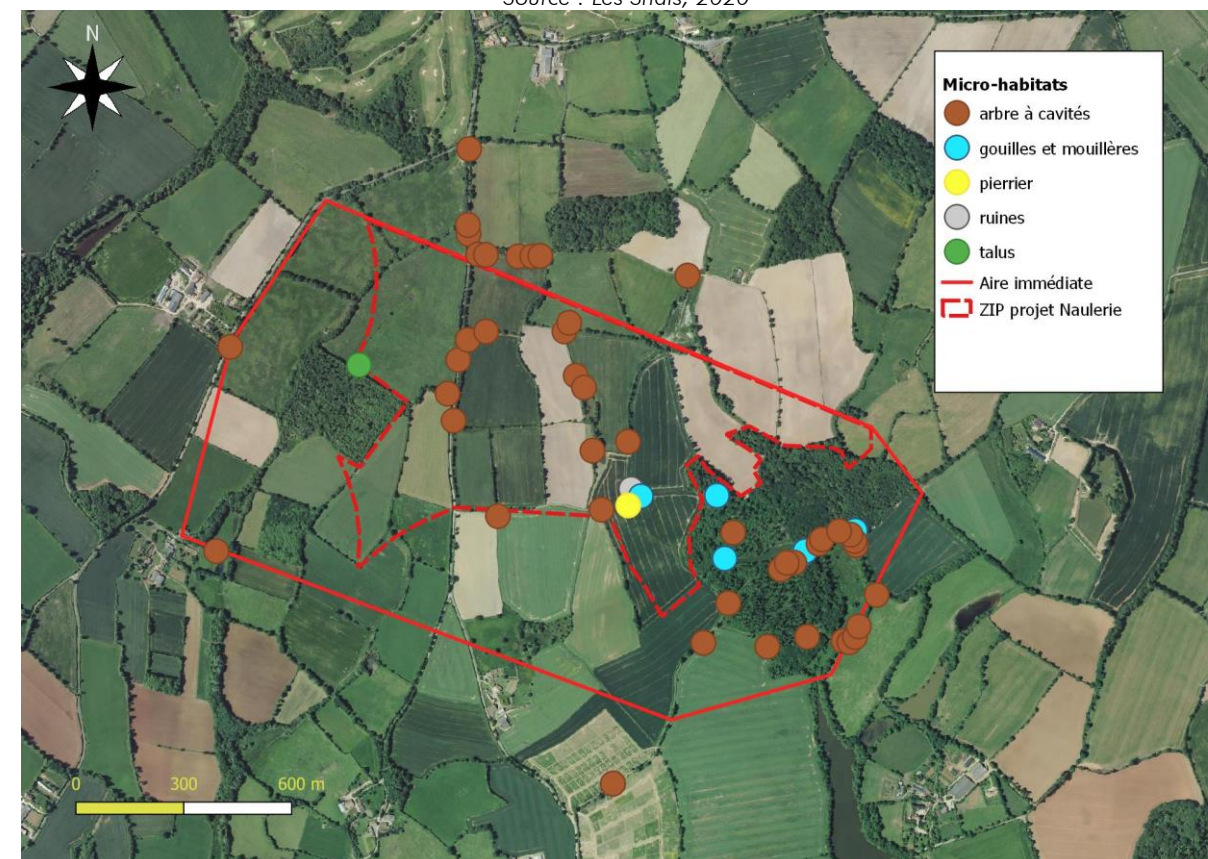 Source : Les Snats, 2020
N
Micro-habitats
arbre à cavités
gouilles et mouillères
pierrier
ruines
talus
Aire immédiate
ZIP projet Naulerie
0 300 600 m